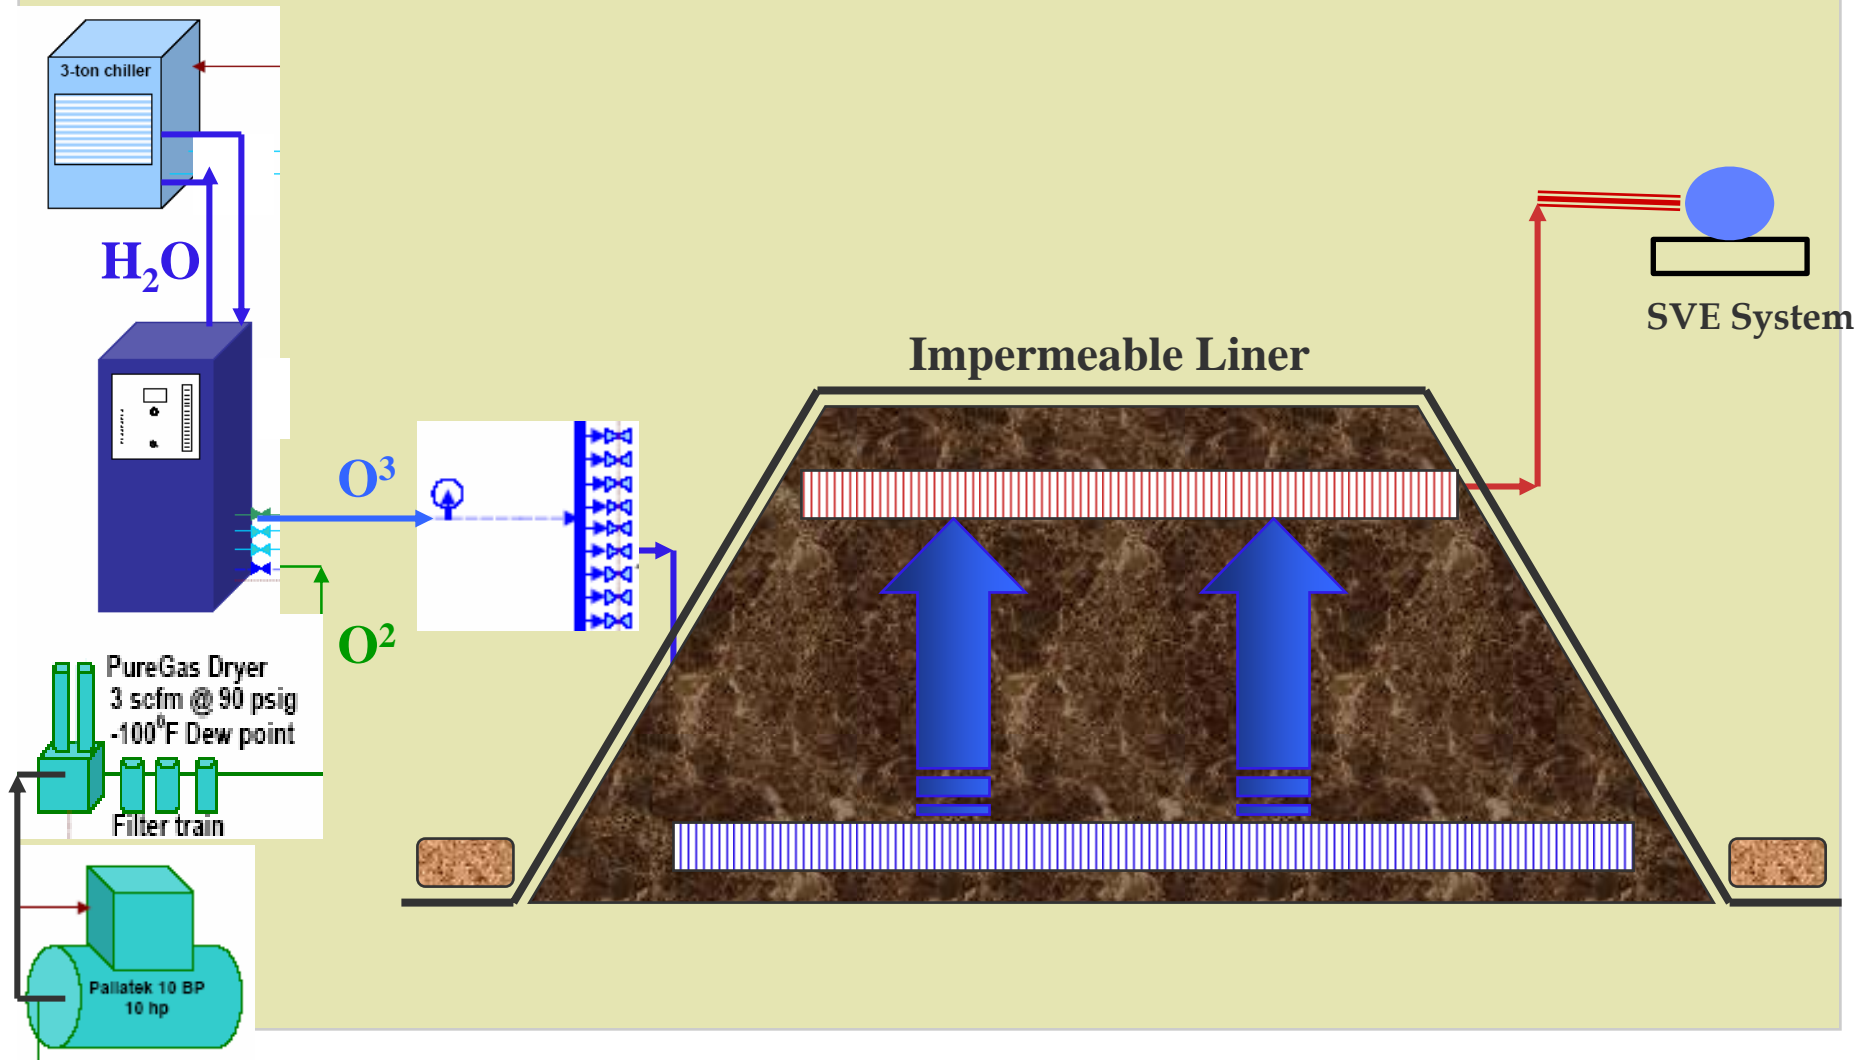 3-ton chiller
H₂O
SVE System
Impermeable Liner
O³
O²
PureGas Dryer
3 scfm @ 90 psig
-100⁰F Dew point
Filter train
Pallatek 10 BP
10 hp